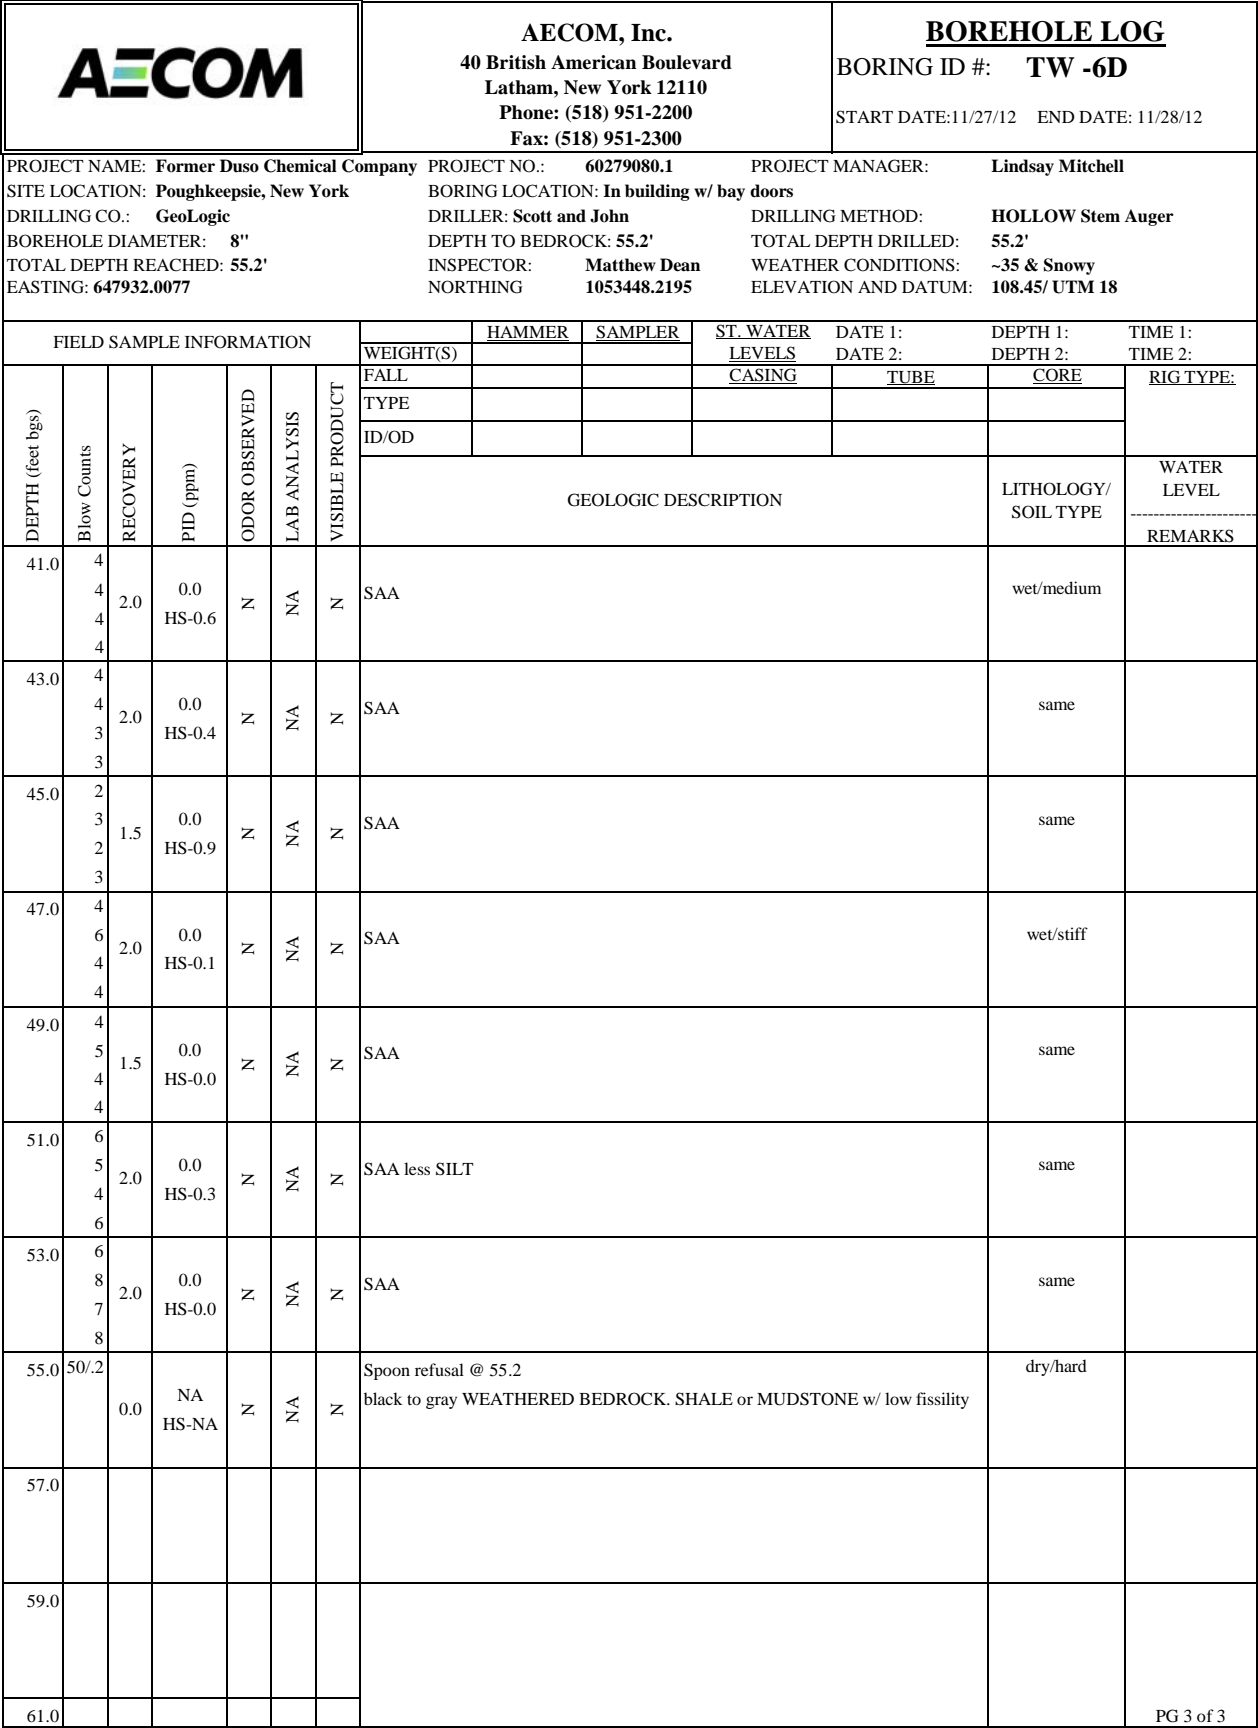 AECOM
AECOM, Inc.
40 British American Boulevard
Latham, New York 12110
Phone: (518) 951-2200
Fax: (518) 951-2300
BOREHOLE LOG
BORING ID #: TW -6D
START DATE:11/27/12 END DATE: 11/28/12
PROJECT NAME: Former Duso Chemical Company PROJECT NO.: 60279080.1 PROJECT MANAGER: Lindsay Mitchell
SITE LOCATION: Poughkeepsie, New York BORING LOCATION: In building w/ bay doors
DRILLING CO.: GeoLogic DRILLER: Scott and John DRILLING METHOD: HOLLOW Stem Auger
BOREHOLE DIAMETER: 8" DEPTH TO BEDROCK: 55.2' TOTAL DEPTH DRILLED: 55.2'
TOTAL DEPTH REACHED: 55.2' INSPECTOR: Matthew Dean WEATHER CONDITIONS: ~35 & Snowy
EASTING: 647932.0077 NORTHING 1053448.2195 ELEVATION AND DATUM: 108.45/ UTM 18
FIELD SAMPLE INFORMATION
HAMMER SAMPLER ST. WATER DATE 1: DEPTH 1: TIME 1:
WEIGHT(S) LEVELS DATE 2: DEPTH 2: TIME 2:
FALL CASING TUBE CORE RIG TYPE:
TYPE
ID/OD
DEPTH (feet bgs)
Blow Counts
RECOVERY
PID (ppm)
ODOR OBSERVED
LAB ANALYSIS
VISIBLE PRODUCT
GEOLOGIC DESCRIPTION
LITHOLOGY/
SOIL TYPE
WATER
LEVEL
-----------------------
REMARKS
41.0 4
4
4
4
2.0
0.0
HS-0.6
N
NA
N
SAA
wet/medium
43.0 4
4
3
3
2.0
0.0
HS-0.4
N
NA
N
SAA
same
45.0 2
3
2
3
1.5
0.0
HS-0.9
N
NA
N
SAA
same
47.0 4
6
4
4
2.0
0.0
HS-0.1
N
NA
N
SAA
wet/stiff
49.0 4
5
4
4
1.5
0.0
HS-0.0
N
NA
N
SAA
same
51.0 6
5
4
6
2.0
0.0
HS-0.3
N
NA
N
SAA less SILT
same
53.0 6
8
7
8
2.0
0.0
HS-0.0
N
NA
N
SAA
same
55.0 50/.2
0.0
NA
HS-NA
N
NA
N
Spoon refusal @ 55.2
black to gray WEATHERED BEDROCK. SHALE or MUDSTONE w/ low fissility
dry/hard
57.0
59.0
61.0
PG 3 of 3